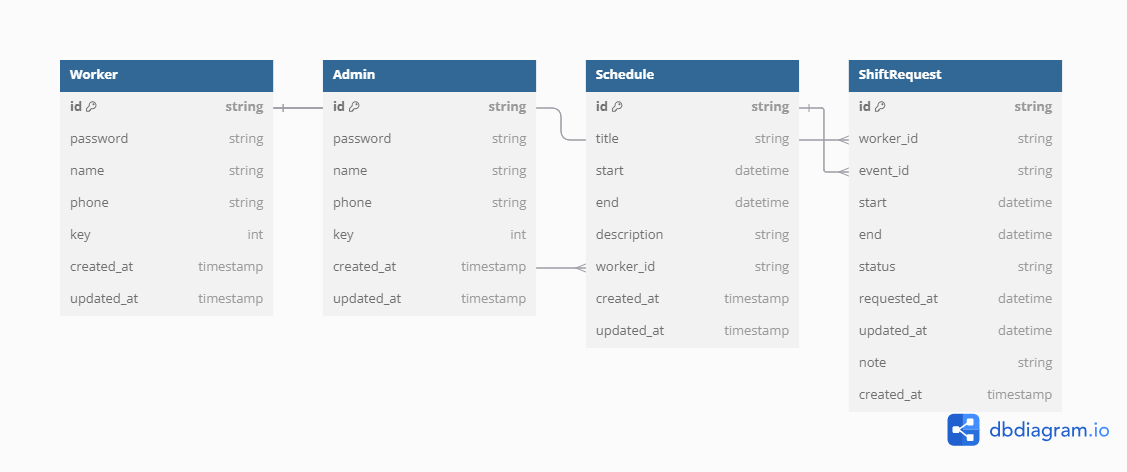 Worker
id string
password string
name string
phone string
key int
created_at timestamp
updated_at timestamp
Admin
id string
password string
name string
phone string
key int
created_at timestamp
updated_at timestamp
Schedule
id string
title string
start datetime
end datetime
description string
worker_id string
created_at timestamp
updated_at timestamp
ShiftRequest
id string
worker_id string
event_id string
start datetime
end datetime
status string
requested_at datetime
updated_at datetime
note string
created_at timestamp
dbdiagram.io